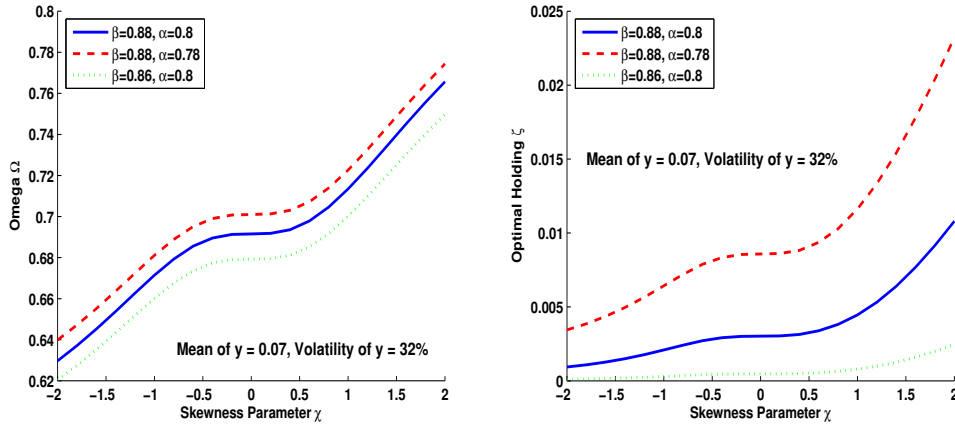 0.8
0.78
0.76
0.74
0.72
0.7
0.68
0.66
0.64
0.62
Omega Ω
β=0.88, α=0.8
β=0.88, α=0.78
β=0.86, α=0.8
Mean of y = 0.07, Volatility of y = 32%
−2 −1.5 −1 −0.5 0 0.5 1 1.5 2
Skewness Parameter χ
0.025
0.02
0.015
0.01
0.005
0
Optimal Holding ζ
β=0.88, α=0.8
β=0.88, α=0.78
β=0.86, α=0.8
Mean of y = 0.07, Volatility of y = 32%
−2 −1.5 −1 −0.5 0 0.5 1 1.5 2
Skewness Parameter χ